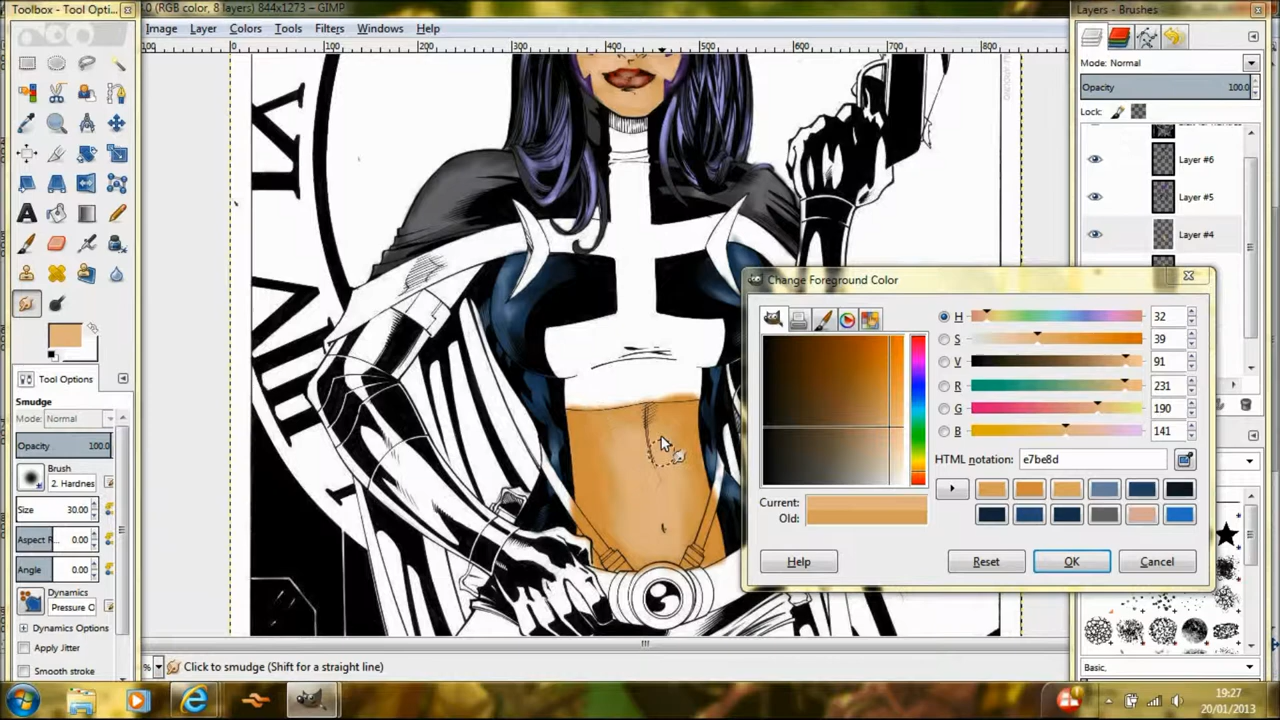 Toolbox - Tool Opti...
.0 (RGB color, 8 layers) 844x1273 – GIMP
Layers - Brushes
Image Layer Colors Tools Filters Windows Help
100 0 100 200 300 400 500 600 700 800
Mode: Normal
Opacity 100.0
Lock:
Layer #6
Layer #5
Layer #4
Change Foreground Color
H 32
S 39
V 91
R 231
G 190
B 141
HTML notation: e7be8d
Current:
Old:
Help Reset OK Cancel
Tool Options
Smudge
Mode: Normal
Opacity 100.0
Brush
2. Hardness
Size 30.00
Aspect R... 0.00
Angle 0.00
Dynamics
Pressure O
Dynamics Options
Apply Jitter
Smooth stroke
% Click to smudge (Shift for a straight line)
Basic,
19:27
20/01/2013